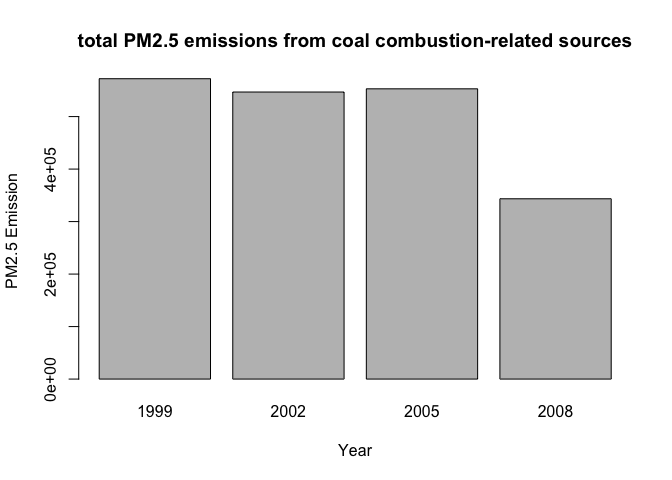 total PM2.5 emissions from coal combustion-related sources
PM2.5 Emission
4e+05
2e+05
0e+00
1999 2002 2005 2008
Year